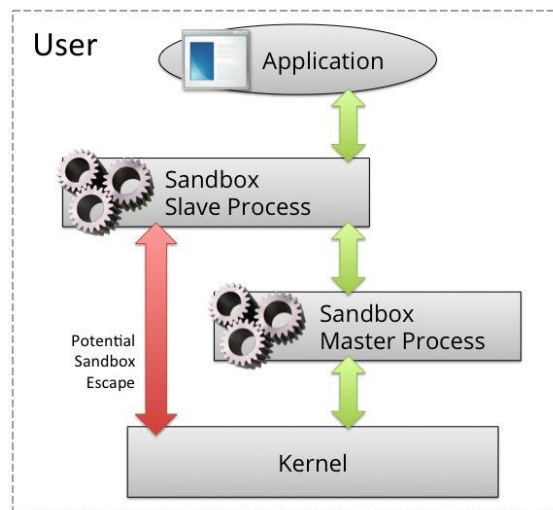 User
Application
Sandbox
Slave Process
Sandbox
Master Process
Potential
Sandbox
Escape
Kernel